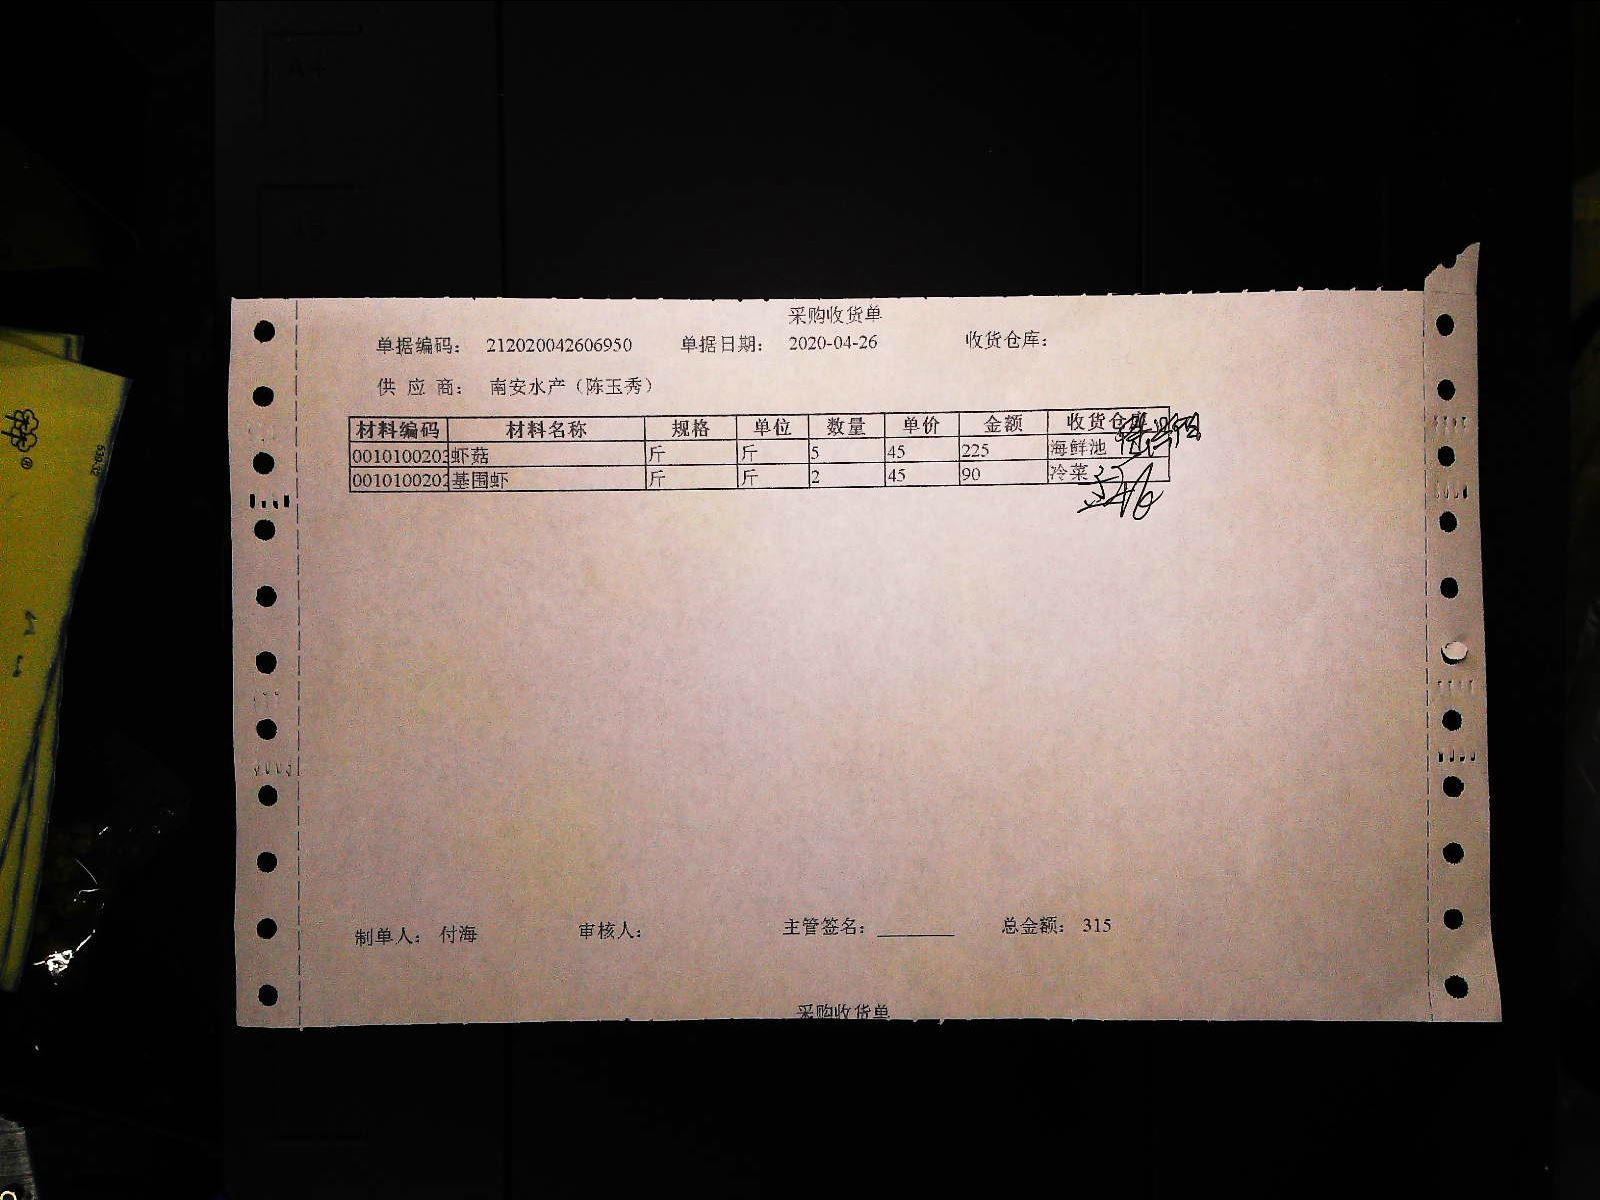 采购收货单
单据编码： 212020042606950 单据日期： 2020-04-26 收货仓库：
供 应 商： 南安水产（陈玉秀）
材料编码 材料名称 规格 单位 数量 单价 金额 收货仓库
0010100203 虾菇 斤 斤 5 45 225 海鲜池
0010100202 基围虾 斤 斤 2 45 90 冷菜
制单人： 付海 审核人： 主管签名：________ 总金额： 315
采购收货单